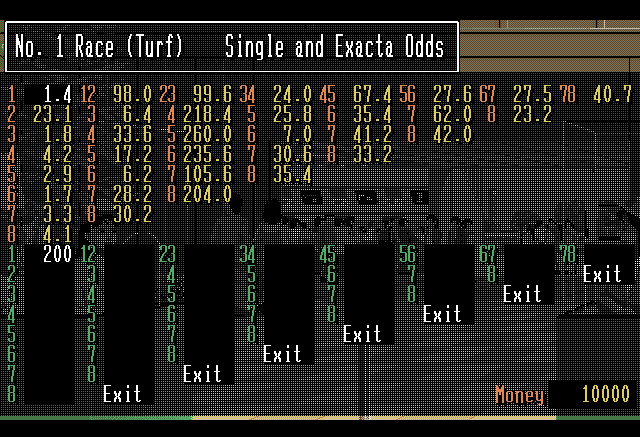 No. 1 Race (Turf) Single and Exacta Odds
1 1.4 12 98.0 23 99.6 34 24.0 45 67.4 56 27.6 67 27.5 78 40.7
2 23.1 3 6.4 4 218.4 5 25.8 6 35.4 7 62.0 8 23.2
3 1.8 4 33.6 5 260.0 6 7.0 7 41.2 8 42.0
4 4.2 5 17.2 6 235.6 7 30.6 8 33.2
5 2.9 6 6.2 7 105.6 8 35.4
6 1.7 7 28.2 8 204.0
7 3.3 8 30.2
8 4.1
1 200 12 23 34 45 56 67 78
2 3 4 5 6 7 8 Exit
3 4 5 6 7 8 Exit
4 5 6 7 8 Exit
5 6 7 8 Exit
6 7 8 Exit
7 8 Exit
8 Exit
Money 10000